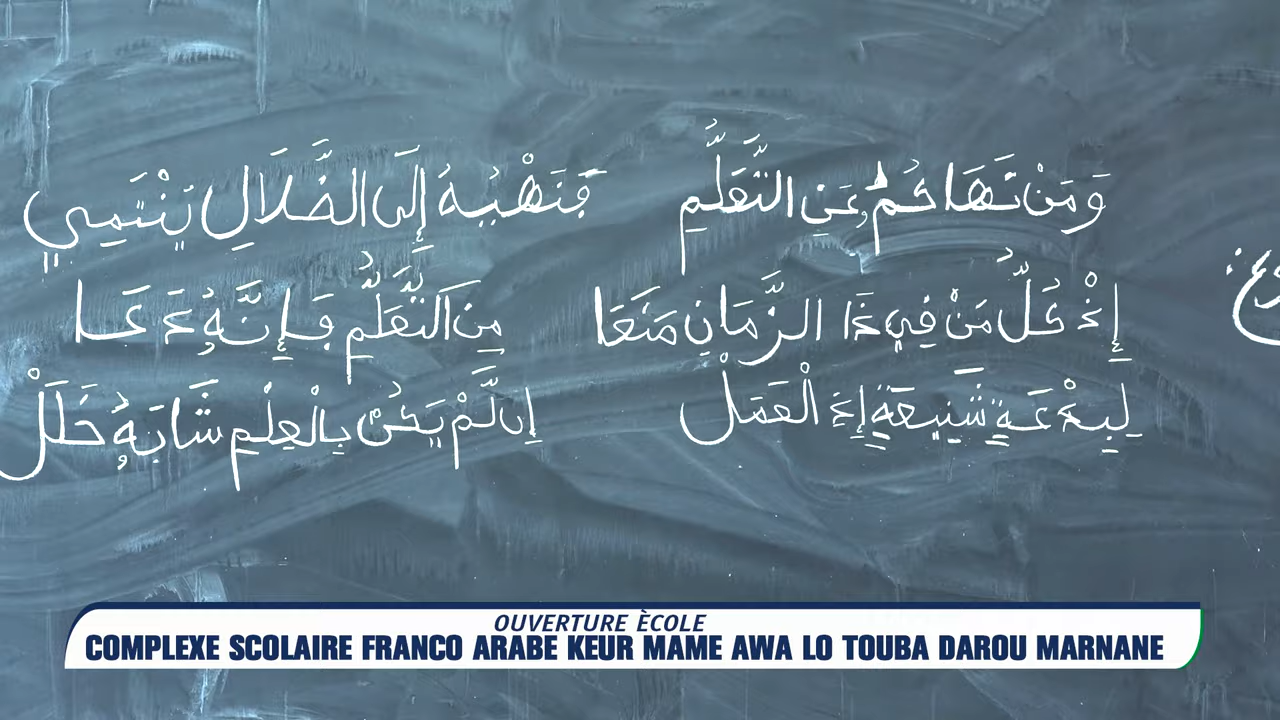 وَمَنْ نَهَاكُمُ عَنِ التَّعَلُّمِ فَنَهْيُهُ إِلَى الضَّلَالِ يَنْتَمِي
إِذْ كُلُّ مَنْ فِي ذَا الزَّمَانِ مَنَعَا مِنَ التَّعَلُّمِ فَإِنَّهُ دَعَا
لِبِدْعَةٍ شَنِيعَةٍ إِذِ الْعَمَلْ إِن لَّمْ يَكُنْ بِالْعِلْمِ شَابَهُ خَلَلْ
OUVERTURE ÈCOLE
COMPLEXE SCOLAIRE FRANCO ARABE KEUR MAME AWA LO TOUBA DAROU MARNANE